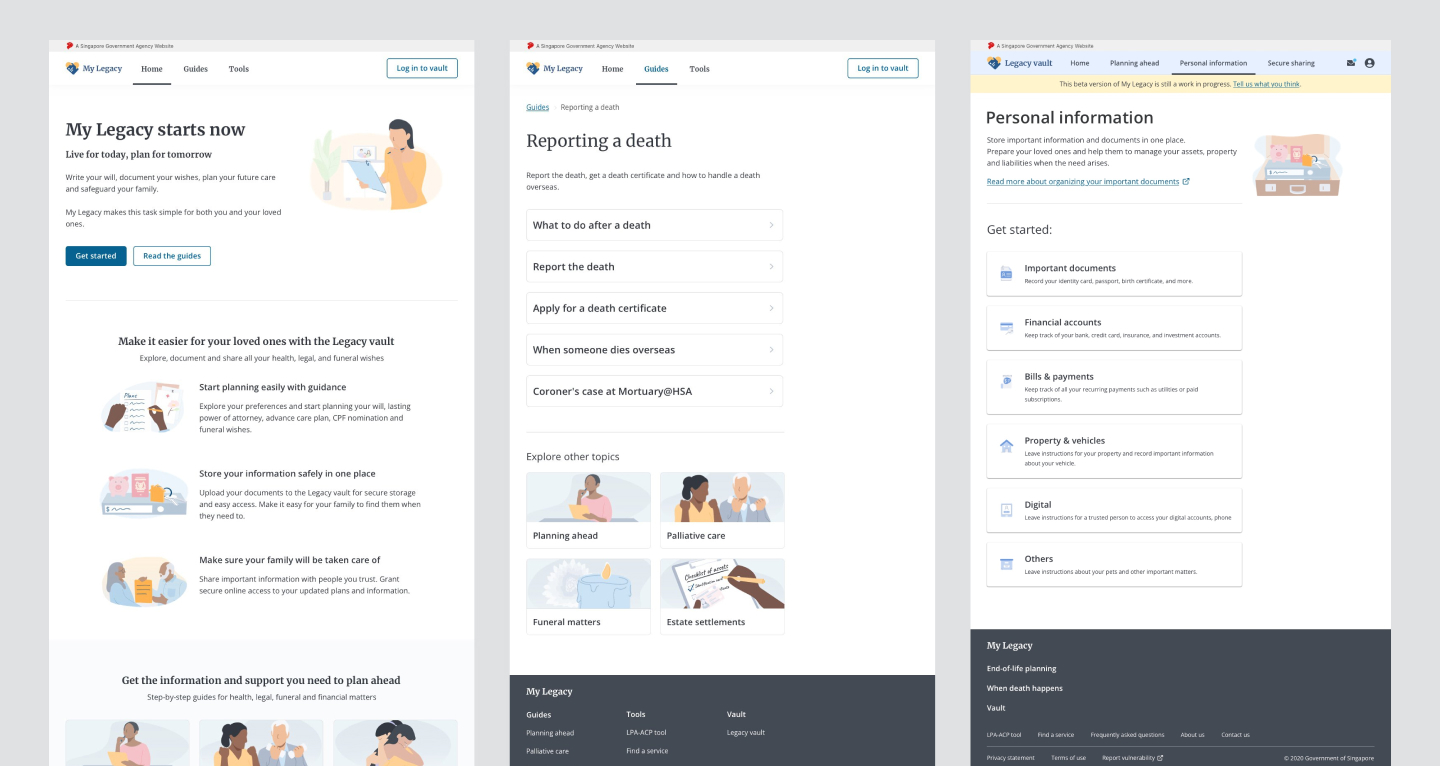 A Singapore Government Agency Website
My Legacy
Home
Guides
Tools
Log in to vault
My Legacy starts now
Live for today, plan for tomorrow
Write your will, document your wishes, plan your future care
and safeguard your family.
My Legacy makes this task simple for both you and your loved
ones.
Get started
Read the guides
Make it easier for your loved ones with the Legacy vault
Explore, document and share all your health, legal, and funeral wishes
Plans
Start planning easily with guidance
Explore your preferences and start planning your will, lasting
power of attorney, advance care plan, CPF nomination and
funeral wishes.
Store your information safely in one place
Upload your documents to the Legacy vault for secure storage
and easy access. Make it easy for your family to find them when
they need to.
Make sure your family will be taken care of
Share important information with people you trust. Grant
secure online access to your updated plans and information.
Get the information and support you need to plan ahead
Step-by-step guides for health, legal, funeral and financial matters
A Singapore Government Agency Website
My Legacy
Home
Guides
Tools
Log in to vault
Guides
Reporting a death
Reporting a death
Report the death, get a death certificate and how to handle a death
overseas.
What to do after a death
Report the death
Apply for a death certificate
When someone dies overseas
Coroner's case at Mortuary@HSA
Explore other topics
Planning ahead
Palliative care
Checklist of assets
Funeral matters
Estate settlements
My Legacy
Guides
Tools
Vault
Planning ahead
LPA-ACP tool
Legacy vault
Palliative care
Find a service
A Singapore Government Agency Website
Legacy vault
Home
Planning ahead
Personal information
Secure sharing
This beta version of My Legacy is still a work in progress. Tell us what you think.
Personal information
Store important information and documents in one place.
Prepare your loved ones and help them to manage your assets, property
and liabilities when the need arises.
Read more about organizing your important documents
Get started:
Important documents
Record your identity card, passport, birth certificate, and more.
Financial accounts
Keep track of your bank, credit card, insurance, and investment accounts.
Bills & payments
Keep track of all your recurring payments such as utilities or paid
subscriptions.
Property & vehicles
Leave instructions for your property and record important information
about your vehicle.
Digital
Leave instructions for a trusted person to access your digital accounts, phone
Others
Leave instructions about your pets and other important matters.
My Legacy
End-of-life planning
When death happens
Vault
LPA-ACP tool
Find a service
Frequently asked questions
About us
Contact us
Privacy statement
Terms of use
Report vulnerability
© 2020 Government of Singapore